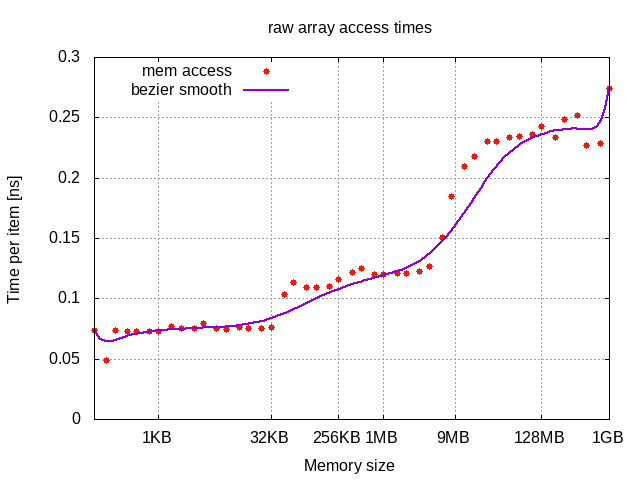 raw array access times
mem access
bezier smooth
Time per item [ns]
0.3
0.25
0.2
0.15
0.1
0.05
0
1KB 32KB 256KB 1MB 9MB 128MB 1GB
Memory size